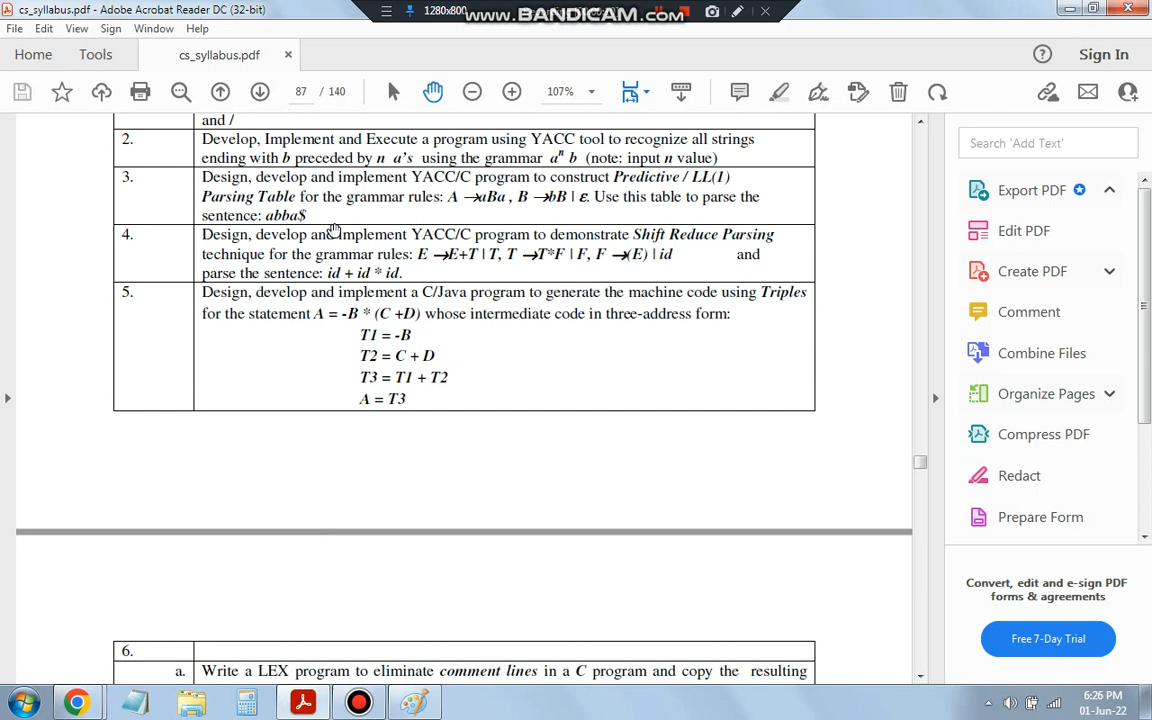 cs_syllabus.pdf - Adobe Acrobat Reader DC (32-bit)
1280x800
www.BANDICAM.com
File Edit View Sign Window Help
Home Tools cs_syllabus.pdf × Sign In
87 / 140 107%
and /
2. Develop, Implement and Execute a program using YACC tool to recognize all strings
ending with b preceded by n a's using the grammar aⁿ b (note: input n value)
3. Design, develop and implement YACC/C program to construct Predictive / LL(1)
Parsing Table for the grammar rules: A →aBa , B →bB | ε. Use this table to parse the
sentence: abba$
4. Design, develop and implement YACC/C program to demonstrate Shift Reduce Parsing
technique for the grammar rules: E →E+T | T, T →T*F | F, F →(E) | id and
parse the sentence: id + id * id.
5. Design, develop and implement a C/Java program to generate the machine code using Triples
for the statement A = -B * (C +D) whose intermediate code in three-address form:
T1 = -B
T2 = C + D
T3 = T1 + T2
A = T3
6.
a. Write a LEX program to eliminate comment lines in a C program and copy the resulting
Search 'Add Comment'
Export PDF
Edit PDF
Create PDF
Comment
Combine Files
Organize Pages
Compress PDF
Redact
Prepare Form
Convert, edit and e-sign PDF
forms & agreements
Free 7-Day Trial
6:26 PM
01-Jun-22